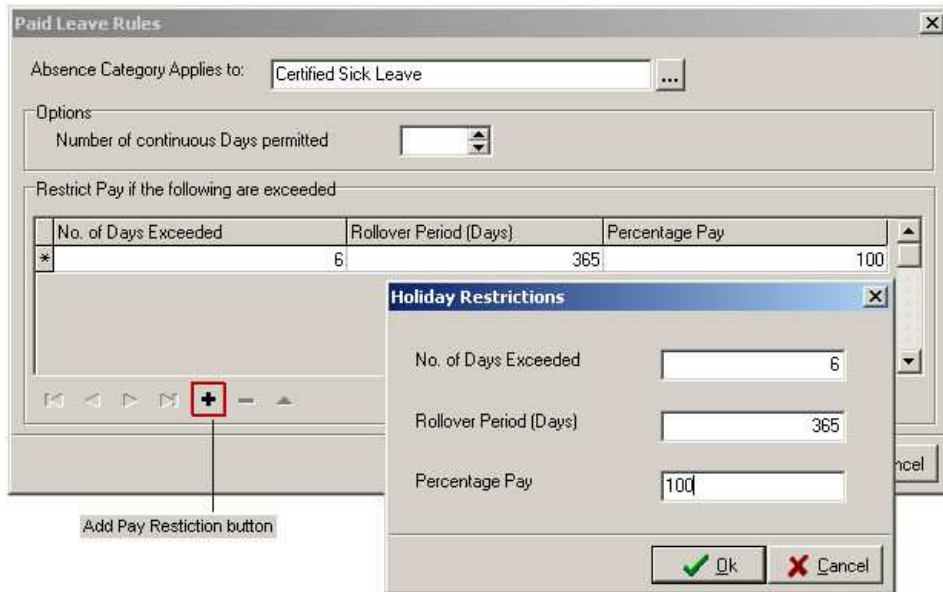 Paid Leave Rules
Absence Category Applies to: Certified Sick Leave ...
Options
Number of continuous Days permitted
Restrict Pay if the following are exceeded
No. of Days Exceeded Rollover Period (Days) Percentage Pay
* 6 365 100
Holiday Restrictions
No. of Days Exceeded 6
Rollover Period (Days) 365
Percentage Pay 100
Ok Cancel
ncel
Add Pay Restiction button